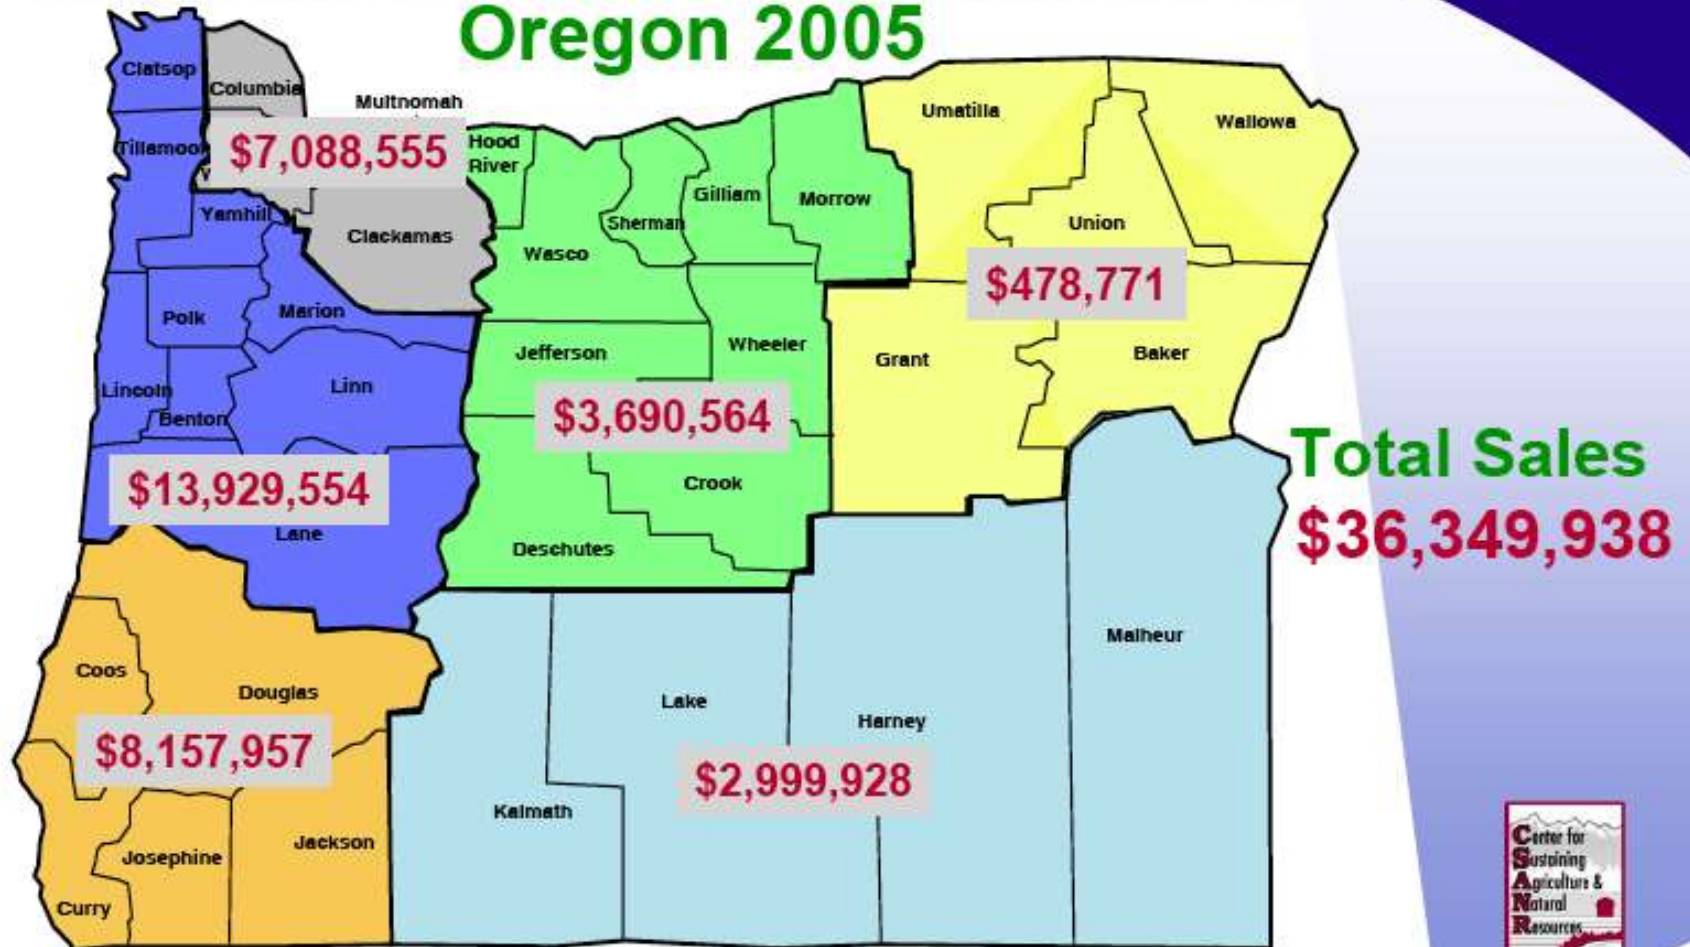 Oregon 2005
Clatsop
Columbia
Multnomah
Tillamoo
$7,088,555
Hood
River
Umatilla
Wallowa
Yamhill
Clackamas
Wasco
Sherman
Gilliam
Morrow
Union
$478,771
Polk
Marion
Jefferson
Wheeler
Grant
Baker
Lincoln
Benton
Linn
$3,690,564
Total Sales
$36,349,938
$13,929,554
Lane
Crook
Deschutes
Malheur
Coos
Douglas
Lake
Harney
$8,157,957
$2,999,928
Kalmath
Josephine
Jackson
Curry
Center for
Sustaining
Agriculture &
Natural
Resources